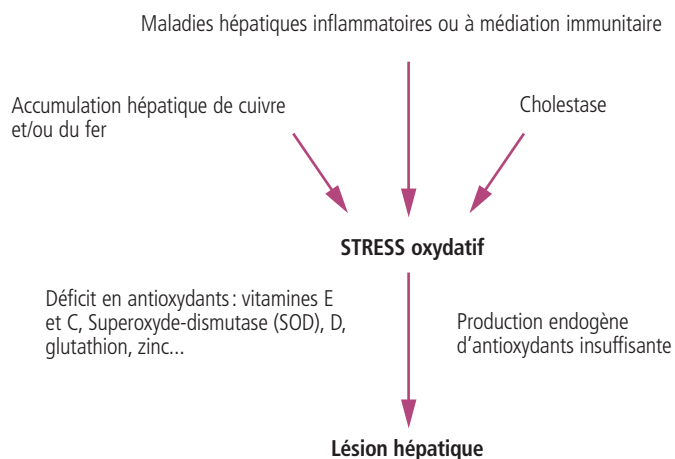 Maladies hépatiques inflammatoires ou à médiation immunitaire
Accumulation hépatique de cuivre
et/ou du fer
Cholestase
STRESS oxydatif
Déficit en antioxydants : vitamines E
et C, Superoxyde-dismutase (SOD), D,
glutathion, zinc...
Production endogène
d'antioxydants insuffisante
Lésion hépatique